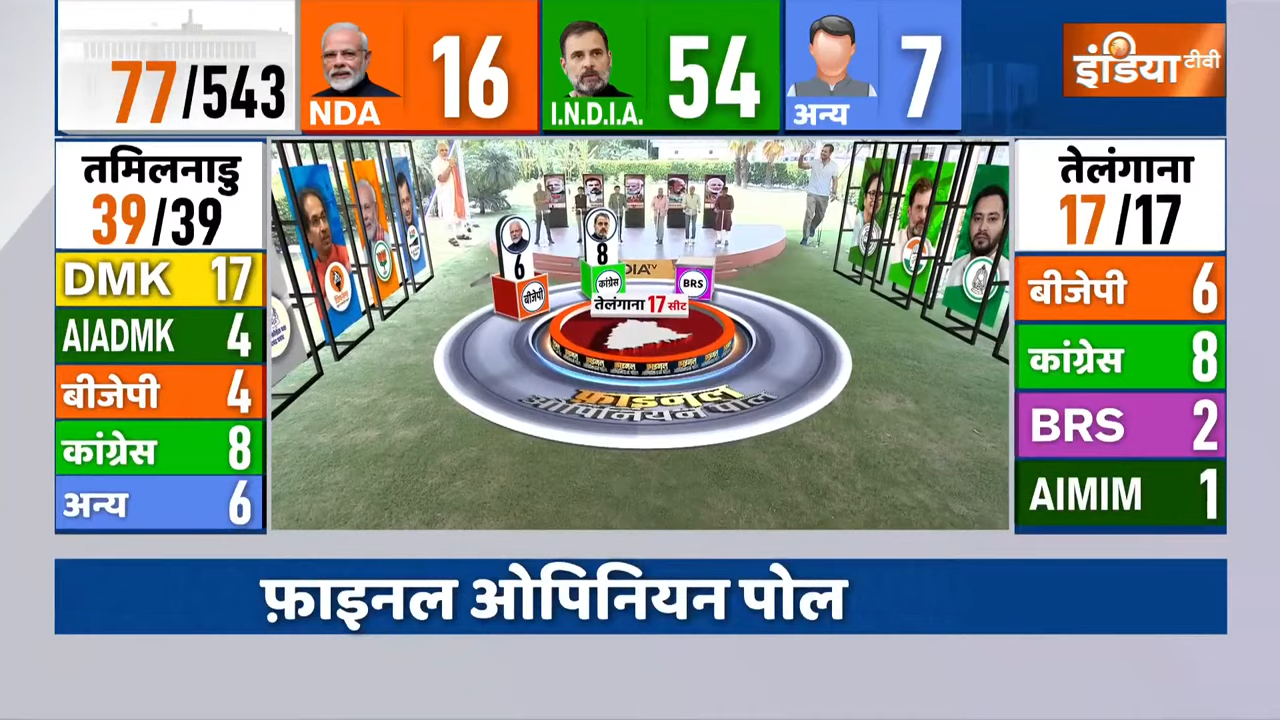 77/543
NDA
16
I.N.D.I.A.
54
अन्य
7
इंडिया टीवी
तमिलनाडु
39/39
DMK 17
AIADMK 4
बीजेपी 4
कांग्रेस 8
अन्य 6
6
बीजेपी
8
कांग्रेस
BRS
तेलंगाना 17 सीट
फ़ाइनल
ओपिनियन पोल
तेलंगाना
17/17
बीजेपी 6
कांग्रेस 8
BRS 2
AIMIM 1
फ़ाइनल ओपिनियन पोल